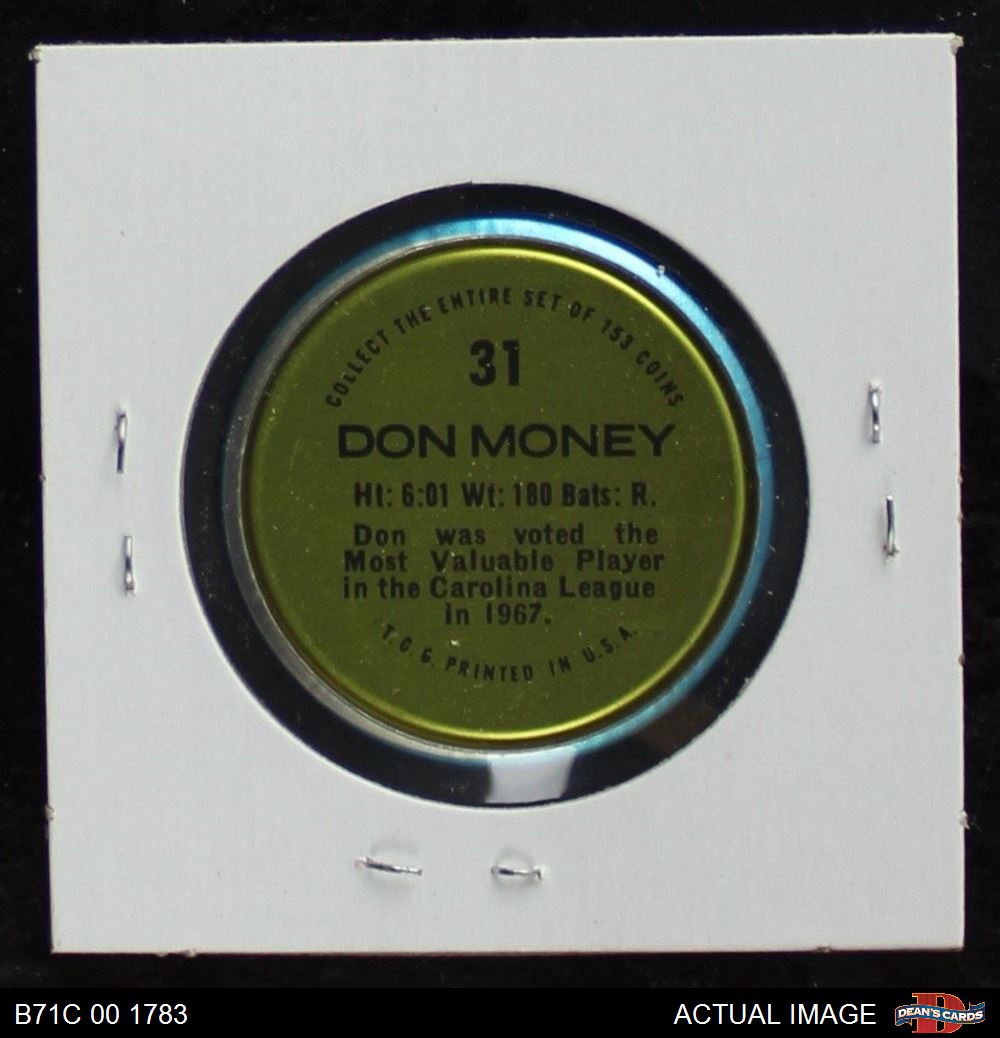 COLLECT THE ENTIRE SET OF 153 COINS
31
DON MONEY
Ht: 6:01 Wt: 180 Bats: R.
Don was voted the
Most Valuable Player
in the Carolina League
in 1967.
T.C.G. PRINTED IN U.S.A.
B71C 00 1783
ACTUAL IMAGE
DEAN'S CARDS